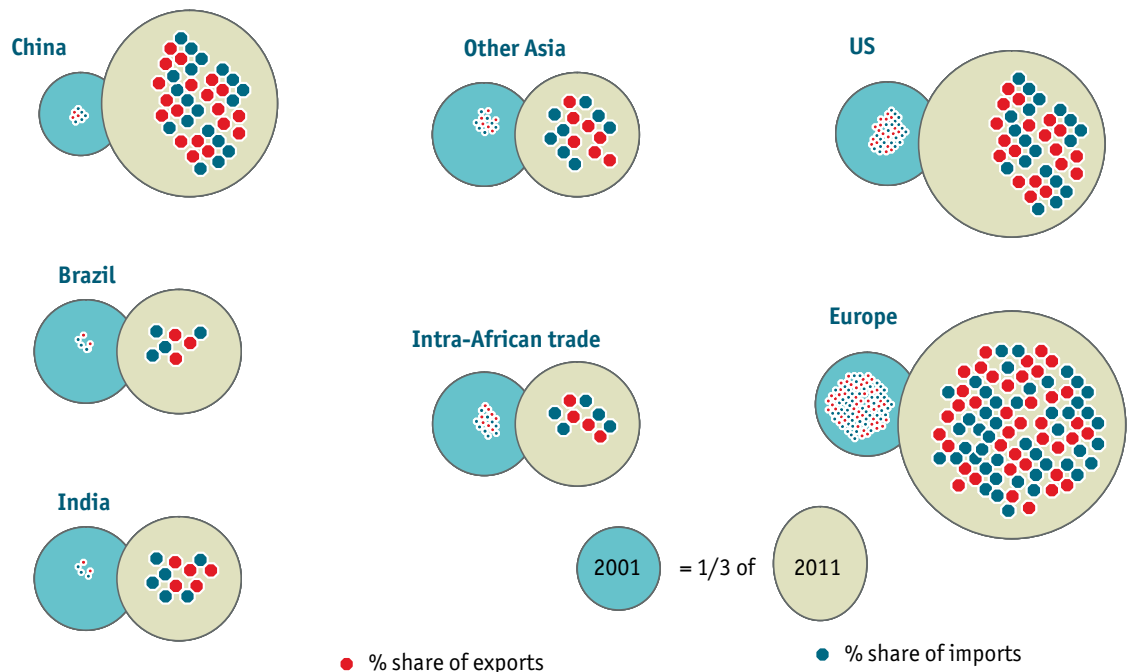 China
Other Asia
US
Brazil
Intra-African trade
Europe
India
2001 = 1/3 of 2011
% share of exports
% share of imports